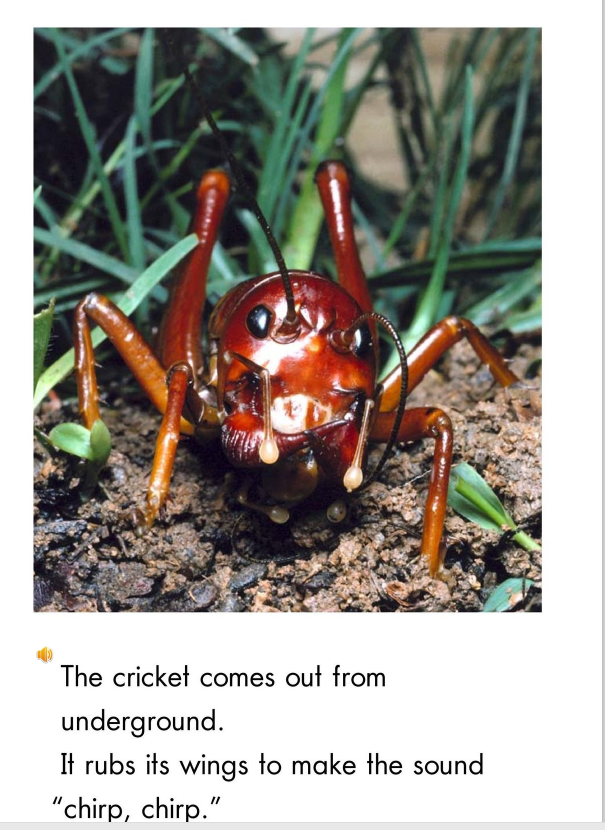 The cricket comes out from
underground.
It rubs its wings to make the sound
“chirp, chirp.”